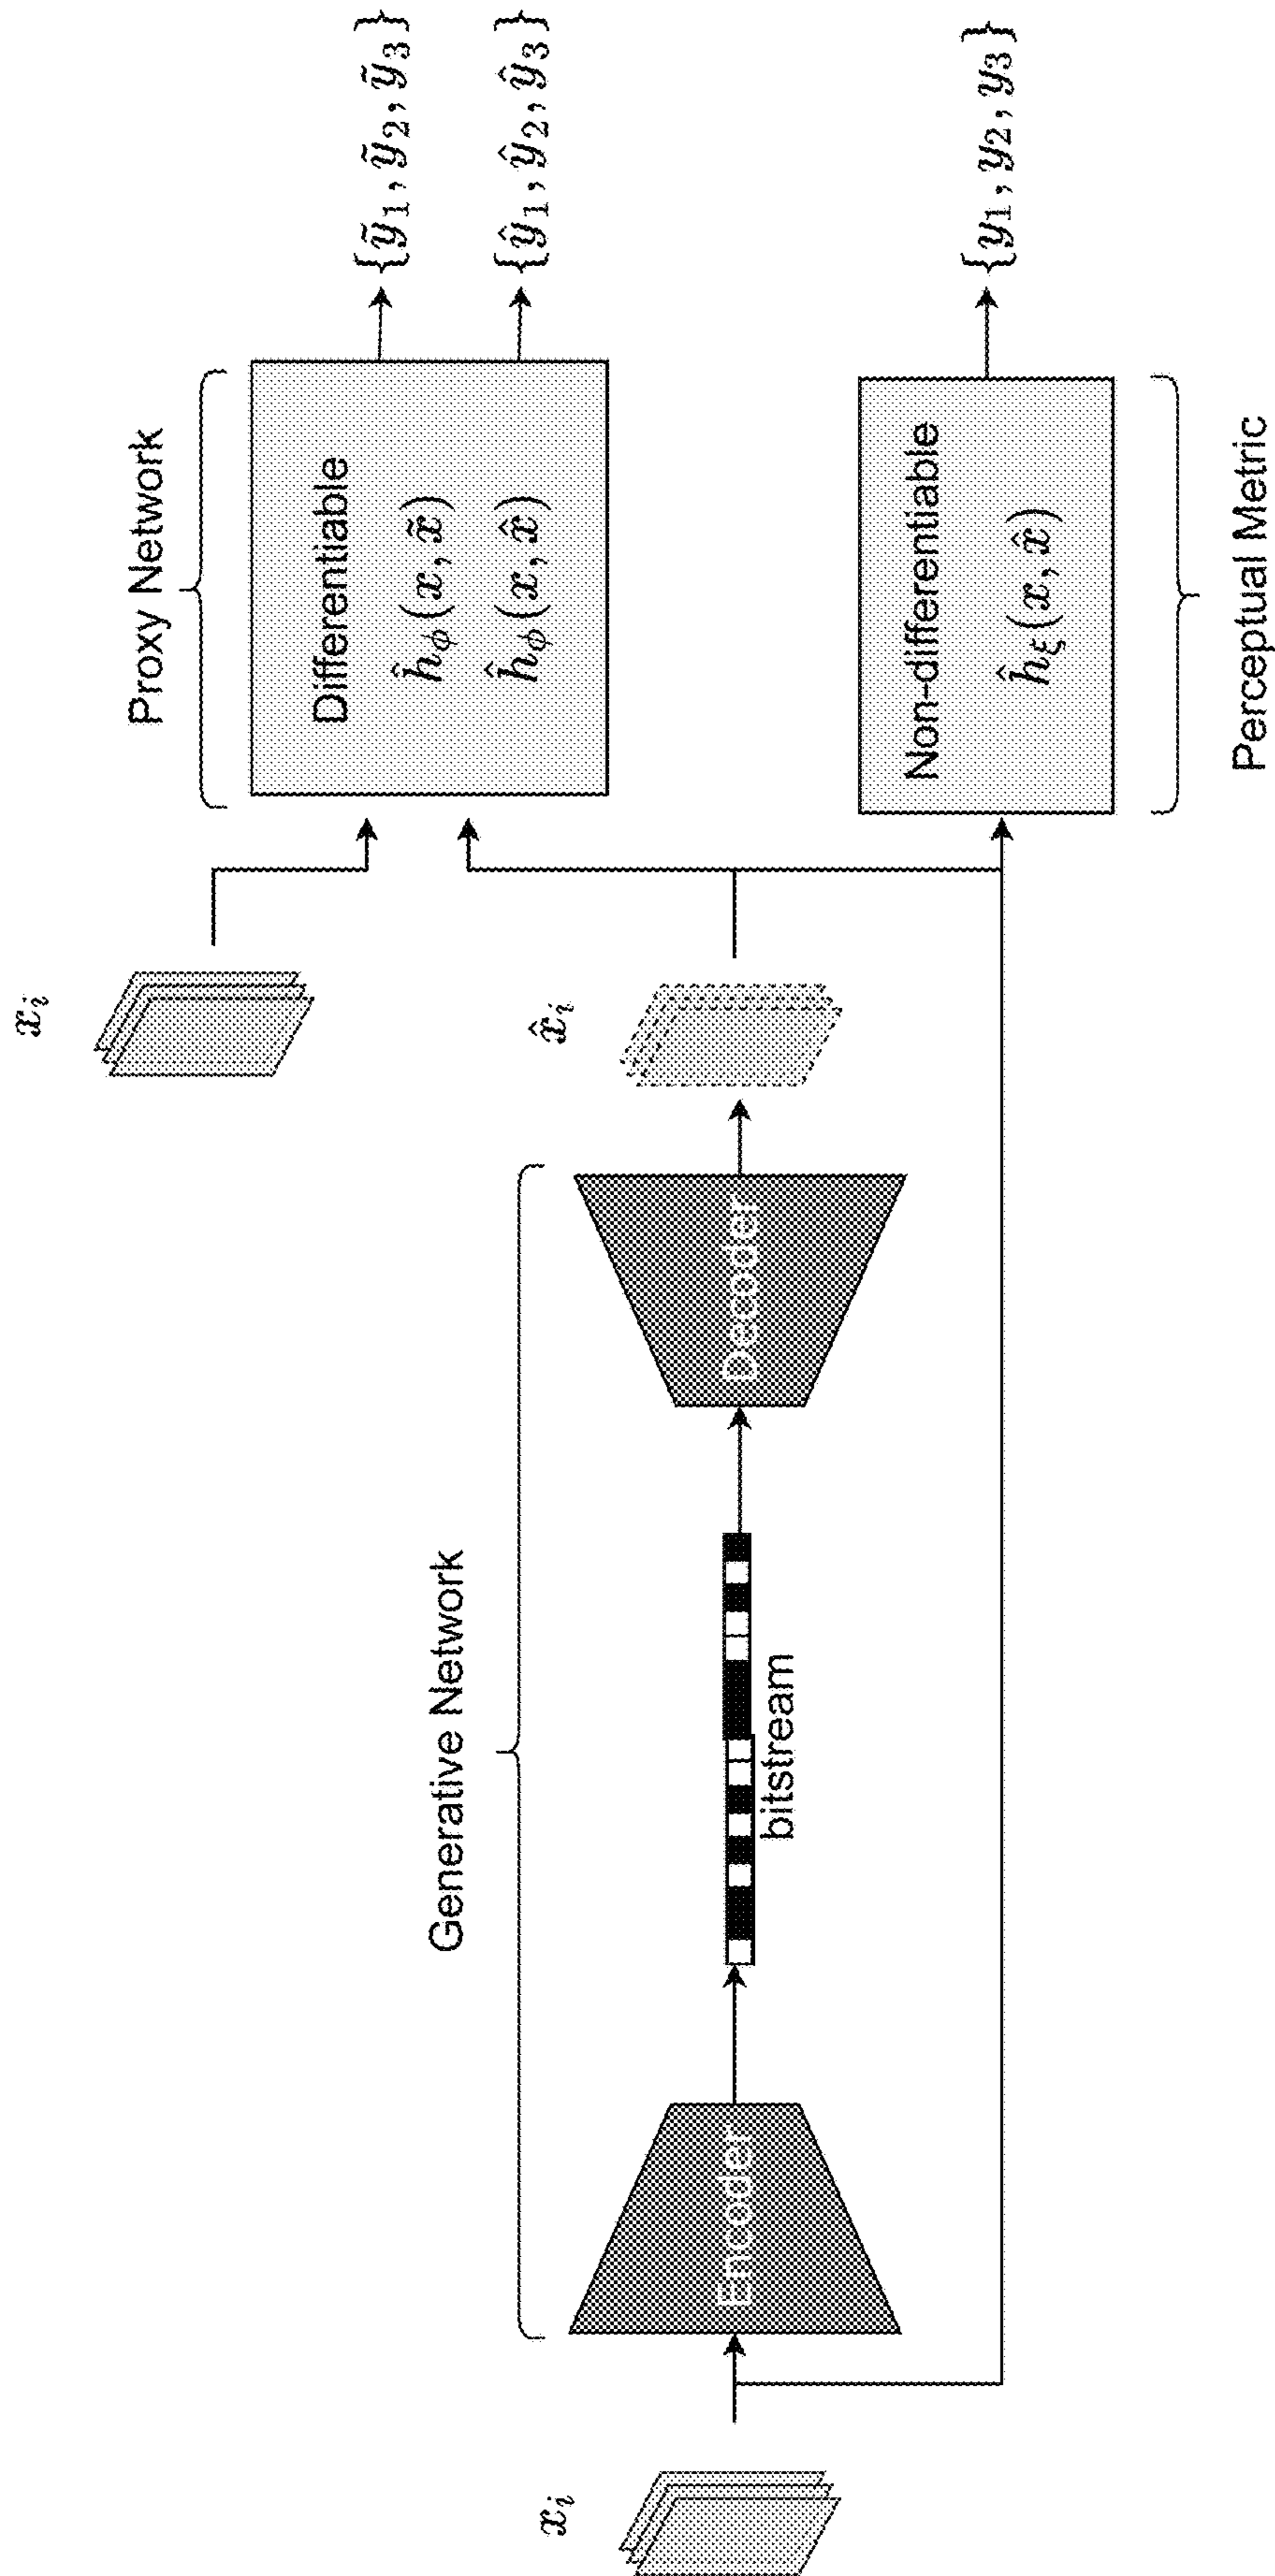 x_i
Generative Network
Encoder
bitstream
Decoder
x̂_i
x_i
Proxy Network
Differentiable
ĥ_ϕ(x, x̃)
ĥ_ϕ(x, x̂)
{ỹ_1, ỹ_2, ỹ_3}
{ŷ_1, ŷ_2, ŷ_3}
Non-differentiable
ĥ_ξ(x, x̂)
{y_1, y_2, y_3}
Perceptual Metric